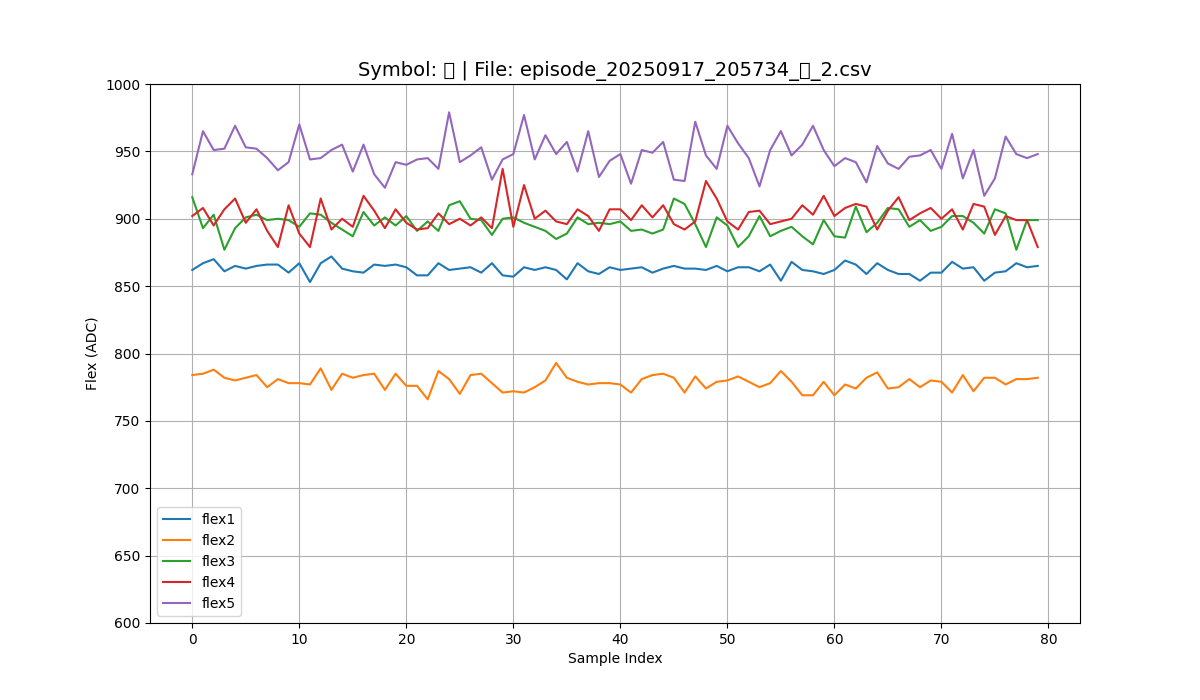 Symbol: ▯ | File: episode_20250917_205734_▯_2.csv
1000
950
900
850
800
750
700
650
600
Flex (ADC)
flex1
flex2
flex3
flex4
flex5
0 10 20 30 40 50 60 70 80
Sample Index